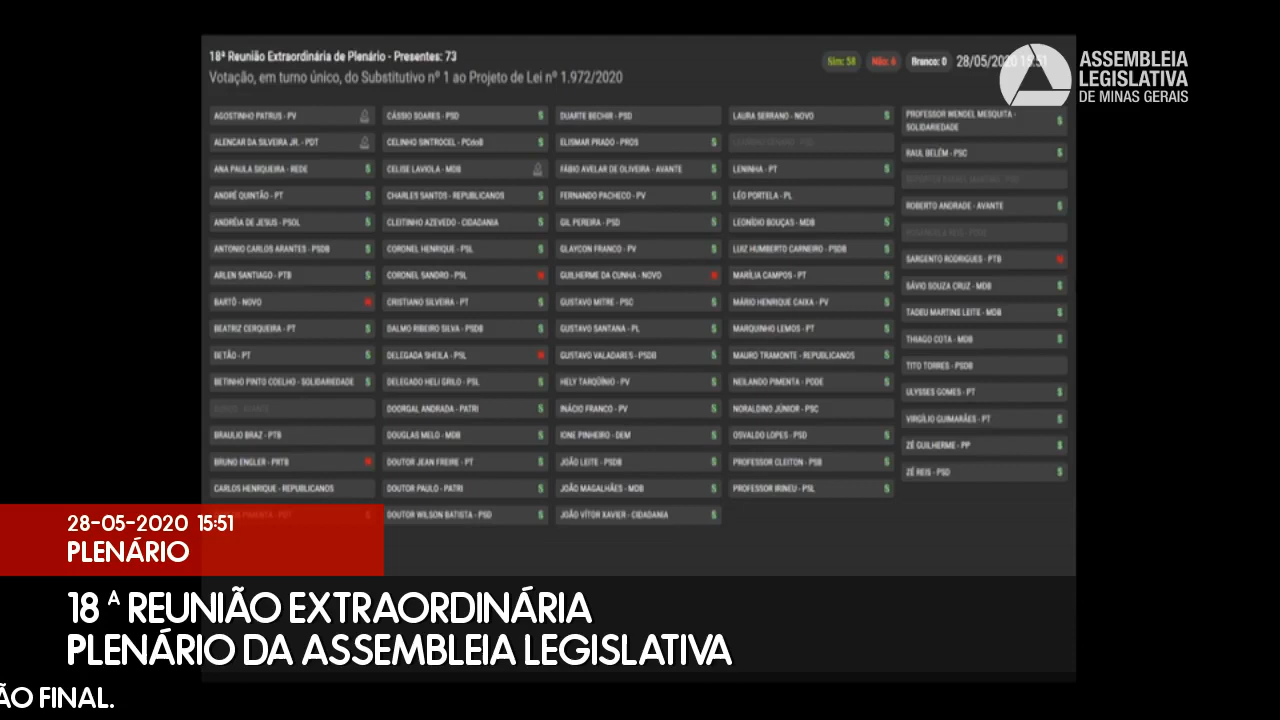 18ª Reunião Extraordinária de Plenário - Presentes: 73
Votação, em turno único, do Substitutivo nº 1 ao Projeto de Lei nº 1.972/2020
Sim: 58 Não: 6 Branco: 0 28/05/2020 15:51
ASSEMBLEIA
LEGISLATIVA
DE MINAS GERAIS
AGOSTINHO PATRUS - PV
ALENCAR DA SILVEIRA JR. - PDT
ANA PAULA SIQUEIRA - REDE S
ANDRÉ QUINTÃO - PT S
ANDRÉIA DE JESUS - PSOL S
ANTONIO CARLOS ARANTES - PSDB S
ARLEN SANTIAGO - PTB S
BARTÔ - NOVO N
BEATRIZ CERQUEIRA - PT S
BETÃO - PT S
BETINHO PINTO COELHO - SOLIDARIEDADE S
BRAULIO BRAZ - PTB
BRUNO ENGLER - PRTB N
CARLOS HENRIQUE - REPUBLICANOS
CÁSSIO SOARES - PSD S
CELINHO SINTROCEL - PCdoB S
CELISE LAVIOLA - MDB
CHARLES SANTOS - REPUBLICANOS S
CLEITINHO AZEVEDO - CIDADANIA S
CORONEL HENRIQUE - PSL S
CORONEL SANDRO - PSL N
CRISTIANO SILVEIRA - PT S
DALMO RIBEIRO SILVA - PSDB S
DELEGADA SHEILA - PSL N
DELEGADO HELI GRILO - PSL S
DOORGAL ANDRADA - PATRI S
DOUGLAS MELO - MDB S
DOUTOR JEAN FREIRE - PT S
DOUTOR PAULO - PATRI S
DOUTOR WILSON BATISTA - PSD S
DUARTE BECHIR - PSD
ELISMAR PRADO - PROS S
FÁBIO AVELAR DE OLIVEIRA - AVANTE S
FERNANDO PACHECO - PV S
GIL PEREIRA - PSD S
GLAYCON FRANCO - PV S
GUILHERME DA CUNHA - NOVO N
GUSTAVO MITRE - PSC S
GUSTAVO SANTANA - PL S
GUSTAVO VALADARES - PSDB S
HELY TARQÜÍNIO - PV S
INÁCIO FRANCO - PV S
IONE PINHEIRO - DEM S
JOÃO LEITE - PSDB S
JOÃO MAGALHÃES - MDB S
JOÃO VÍTOR XAVIER - CIDADANIA S
LAURA SERRANO - NOVO S
LENINHA - PT S
LÉO PORTELA - PL
LEONÍDIO BOUÇAS - MDB S
LUIZ HUMBERTO CARNEIRO - PSDB S
MARÍLIA CAMPOS - PT S
MÁRIO HENRIQUE CAIXA - PV S
MARQUINHO LEMOS - PT S
MAURO TRAMONTE - REPUBLICANOS S
NEILANDO PIMENTA - PODE S
NORALDINO JÚNIOR - PSC
OSVALDO LOPES - PSD S
PROFESSOR CLEITON - PSB S
PROFESSOR IRINEU - PSL S
PROFESSOR WENDEL MESQUITA -
SOLIDARIEDADE S
RAUL BELÉM - PSC S
ROBERTO ANDRADE - AVANTE S
SARGENTO RODRIGUES - PTB N
SÁVIO SOUZA CRUZ - MDB S
TADEU MARTINS LEITE - MDB S
THIAGO COTA - MDB S
TITO TORRES - PSDB
ULYSSES GOMES - PT S
VIRGÍLIO GUIMARÃES - PT S
ZÉ GUILHERME - PP S
ZÉ REIS - PSD S
28-05-2020 15:51
PLENÁRIO
18 ª REUNIÃO EXTRAORDINÁRIA
PLENÁRIO DA ASSEMBLEIA LEGISLATIVA
ÃO FINAL.